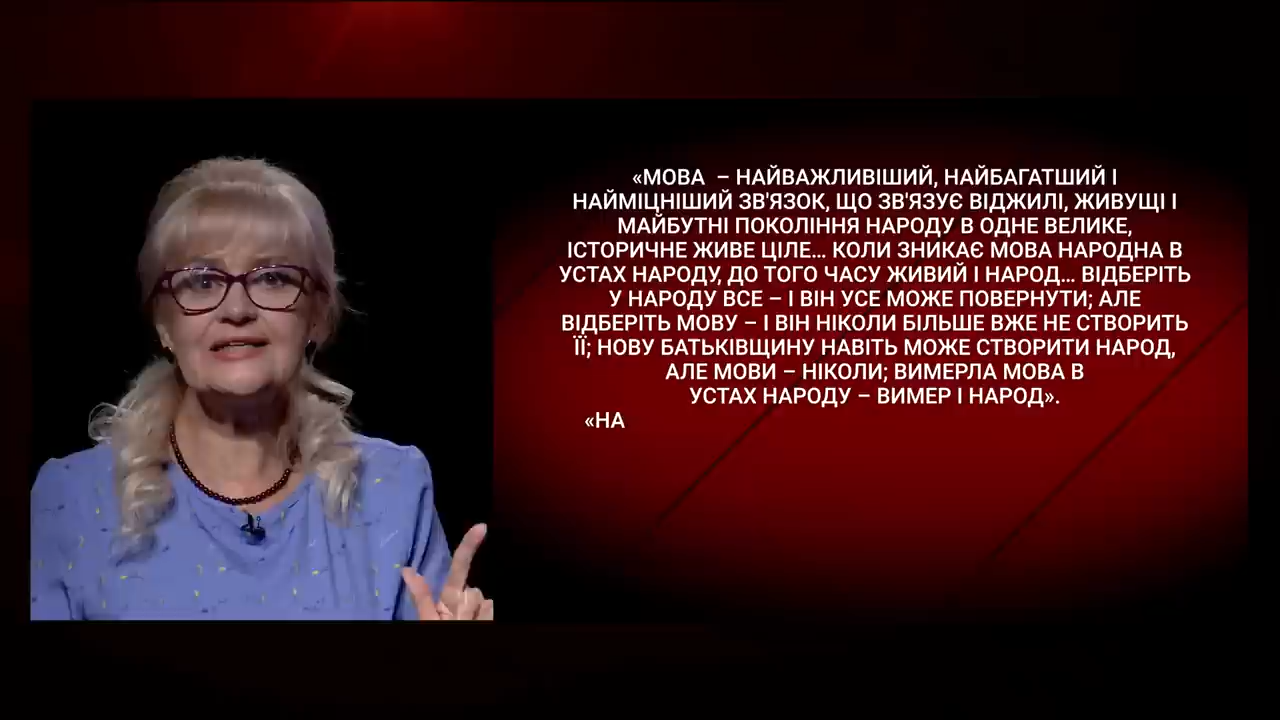 «МОВА – НАЙВАЖЛИВІШИЙ, НАЙБАГАТШИЙ І
НАЙМІЦНІШИЙ ЗВ'ЯЗОК, ЩО ЗВ'ЯЗУЄ ВІДЖИЛІ, ЖИВУЩІ І
МАЙБУТНІ ПОКОЛІННЯ НАРОДУ В ОДНЕ ВЕЛИКЕ,
ІСТОРИЧНЕ ЖИВЕ ЦІЛЕ... КОЛИ ЗНИКАЄ МОВА НАРОДНА В
УСТАХ НАРОДУ, ДО ТОГО ЧАСУ ЖИВИЙ І НАРОД... ВІДБЕРІТЬ
У НАРОДУ ВСЕ – І ВІН УСЕ МОЖЕ ПОВЕРНУТИ; АЛЕ
ВІДБЕРІТЬ МОВУ – І ВІН НІКОЛИ БІЛЬШЕ ВЖЕ НЕ СТВОРИТЬ
ЇЇ; НОВУ БАТЬКІВЩИНУ НАВІТЬ МОЖЕ СТВОРИТИ НАРОД,
АЛЕ МОВИ – НІКОЛИ; ВИМЕРЛА МОВА В
УСТАХ НАРОДУ – ВИМЕР І НАРОД».
«НА